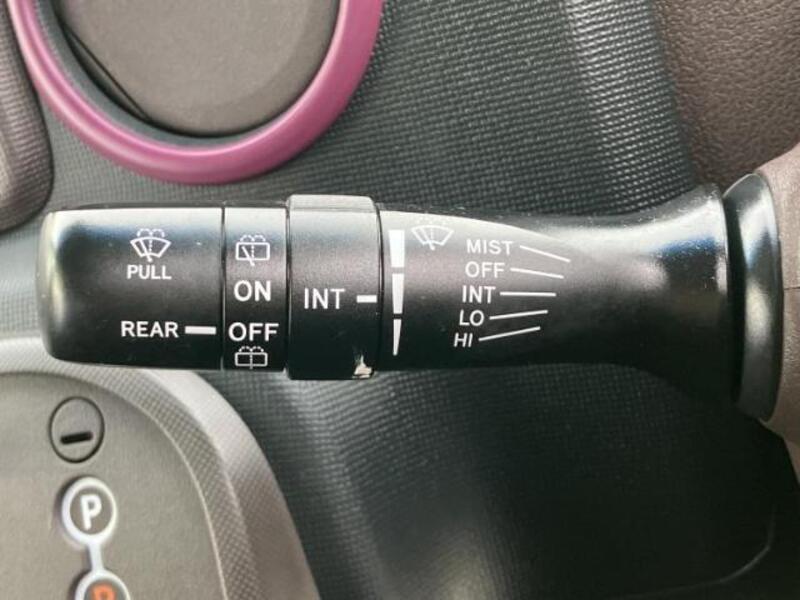 PULL
REAR
ON
OFF
INT
MIST
OFF
INT
LO
HI
P